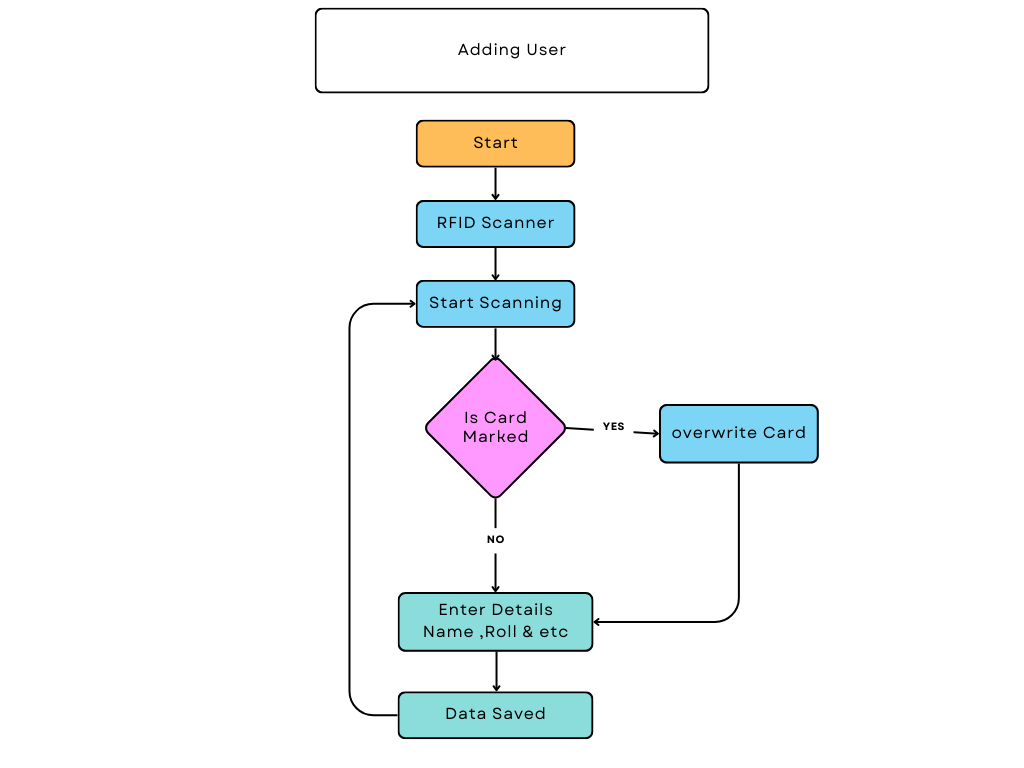 Adding User
Start
RFID Scanner
Start Scanning
Is Card
Marked
YES
overwrite Card
NO
Enter Details
Name ,Roll & etc
Data Saved